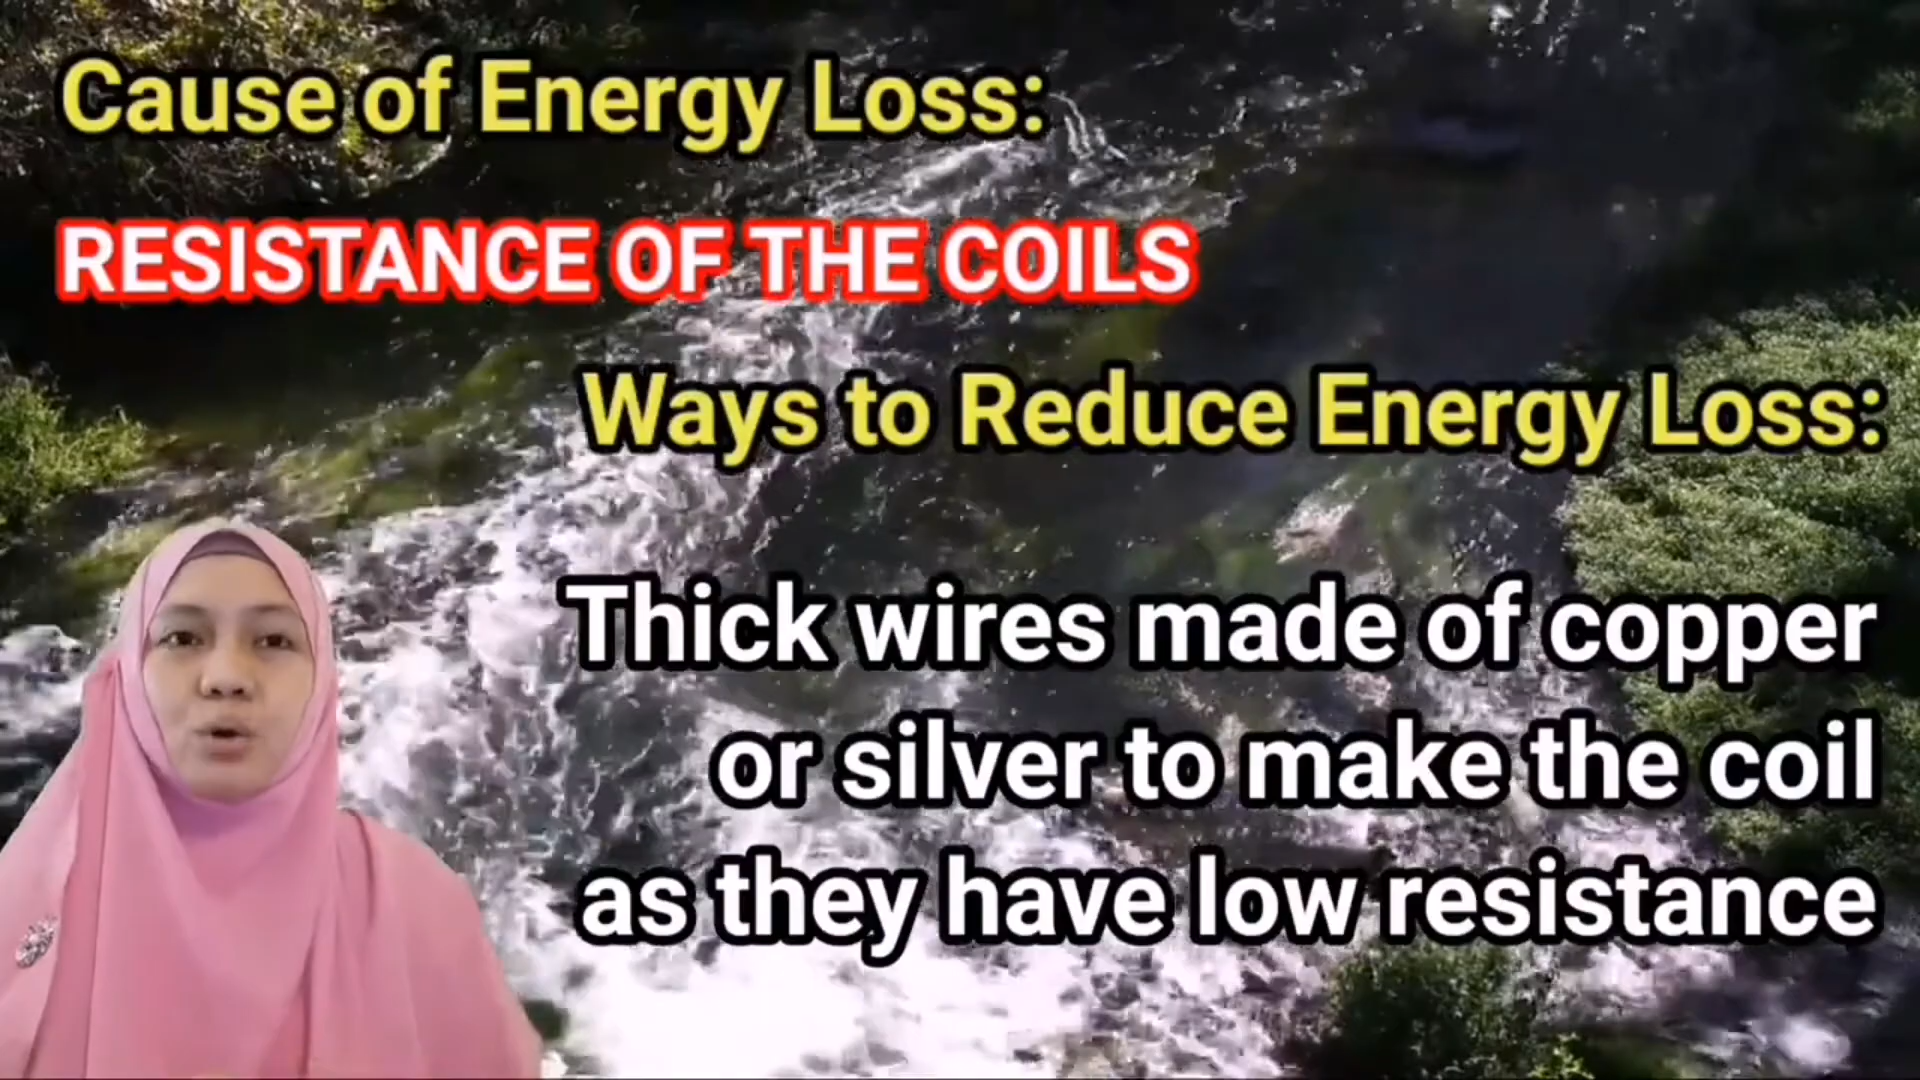 Cause of Energy Loss:
RESISTANCE OF THE COILS
Ways to Reduce Energy Loss:
Thick wires made of copper
or silver to make the coil
as they have low resistance